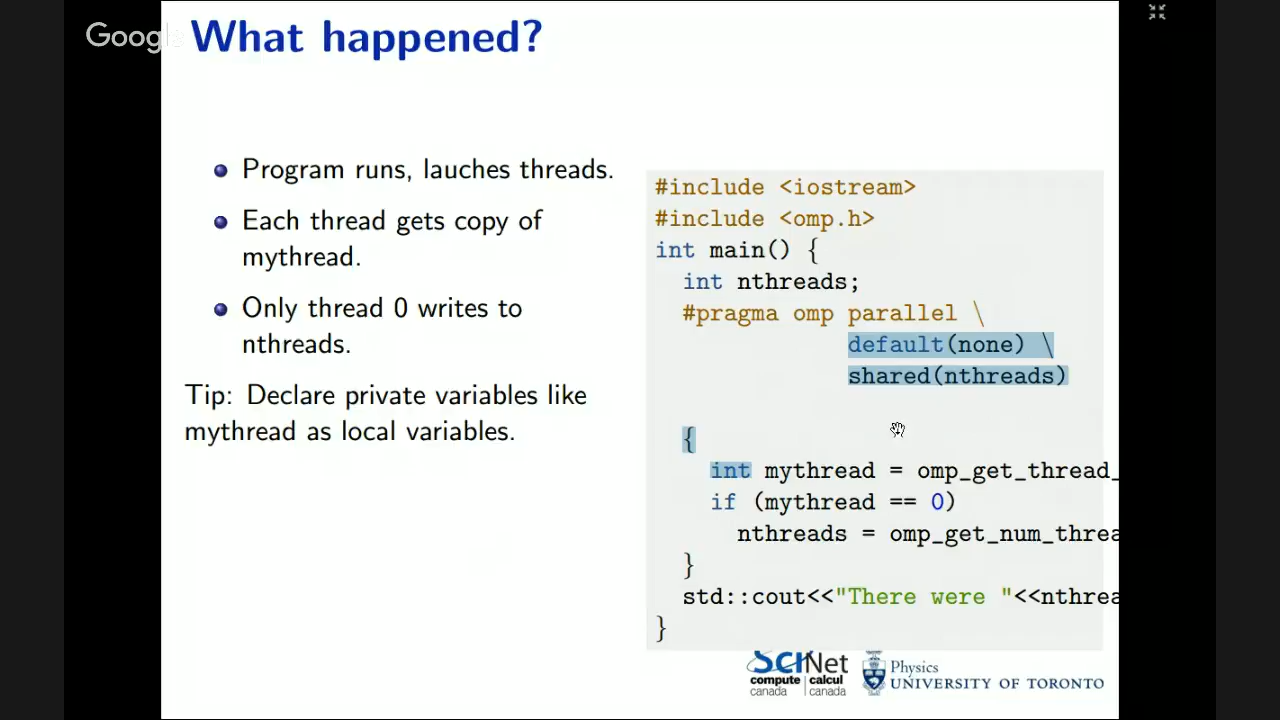 Google
What happened?
Program runs, lauches threads.
Each thread gets copy of
mythread.
Only thread 0 writes to
nthreads.
Tip: Declare private variables like
mythread as local variables.
#include <iostream>
#include <omp.h>
int main() {
int nthreads;
#pragma omp parallel \
default(none) \
shared(nthreads)
{
int mythread = omp_get_thread_
if (mythread == 0)
nthreads = omp_get_num_threa
}
std::cout<<"There were "<<nthrea
}
SciNet
compute | calcul
canada | canada
Physics
UNIVERSITY OF TORONTO